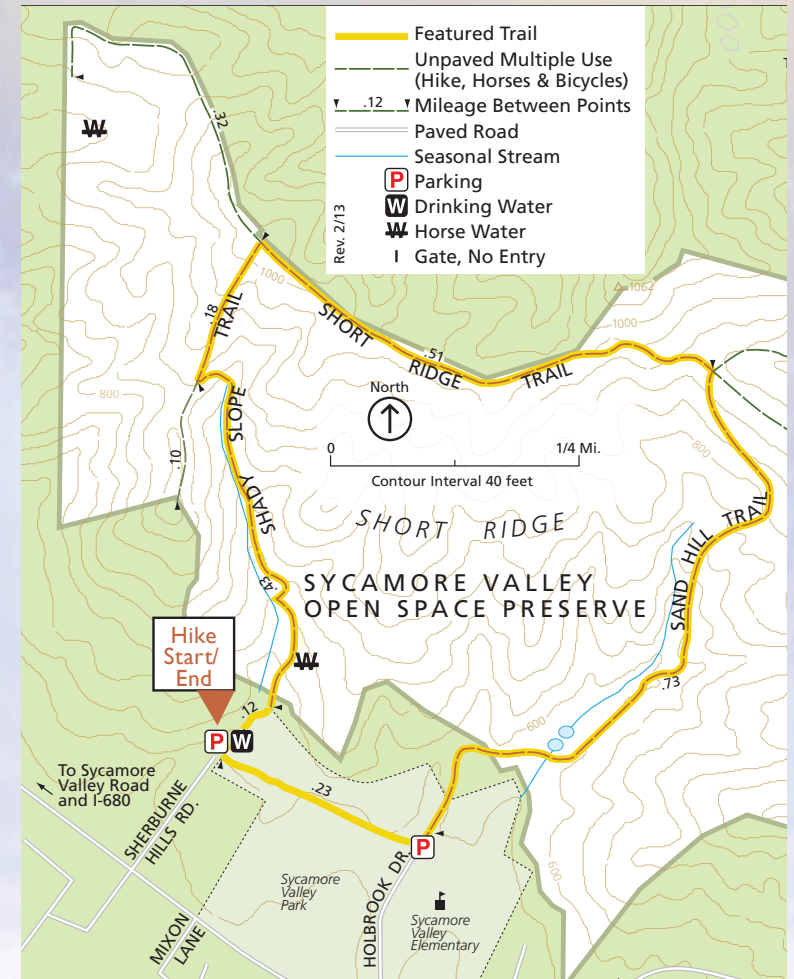 Featured Trail
Unpaved Multiple Use
(Hike, Horses & Bicycles)
.12 Mileage Between Points
Paved Road
Seasonal Stream
P Parking
W Drinking Water
W Horse Water
I Gate, No Entry
Rev. 2/13
.32
W
1000
.18
TRAIL
SHORT
RIDGE
TRAIL
.51
1062
1000
800
SLOPE
SHADY
.10
.43
North
0 1/4 Mi.
Contour Interval 40 feet
800
SHORT RIDGE
SYCAMORE VALLEY
OPEN SPACE PRESERVE
SAND HILL TRAIL
.73
W
Hike
Start/
End
.12
P W
600
To Sycamore
Valley Road
and I-680
SHERBURNE
HILLS RD.
.23
P
HOLBROOK DR.
MIXON
LANE
Sycamore
Valley
Park
Sycamore
Valley
Elementary
600